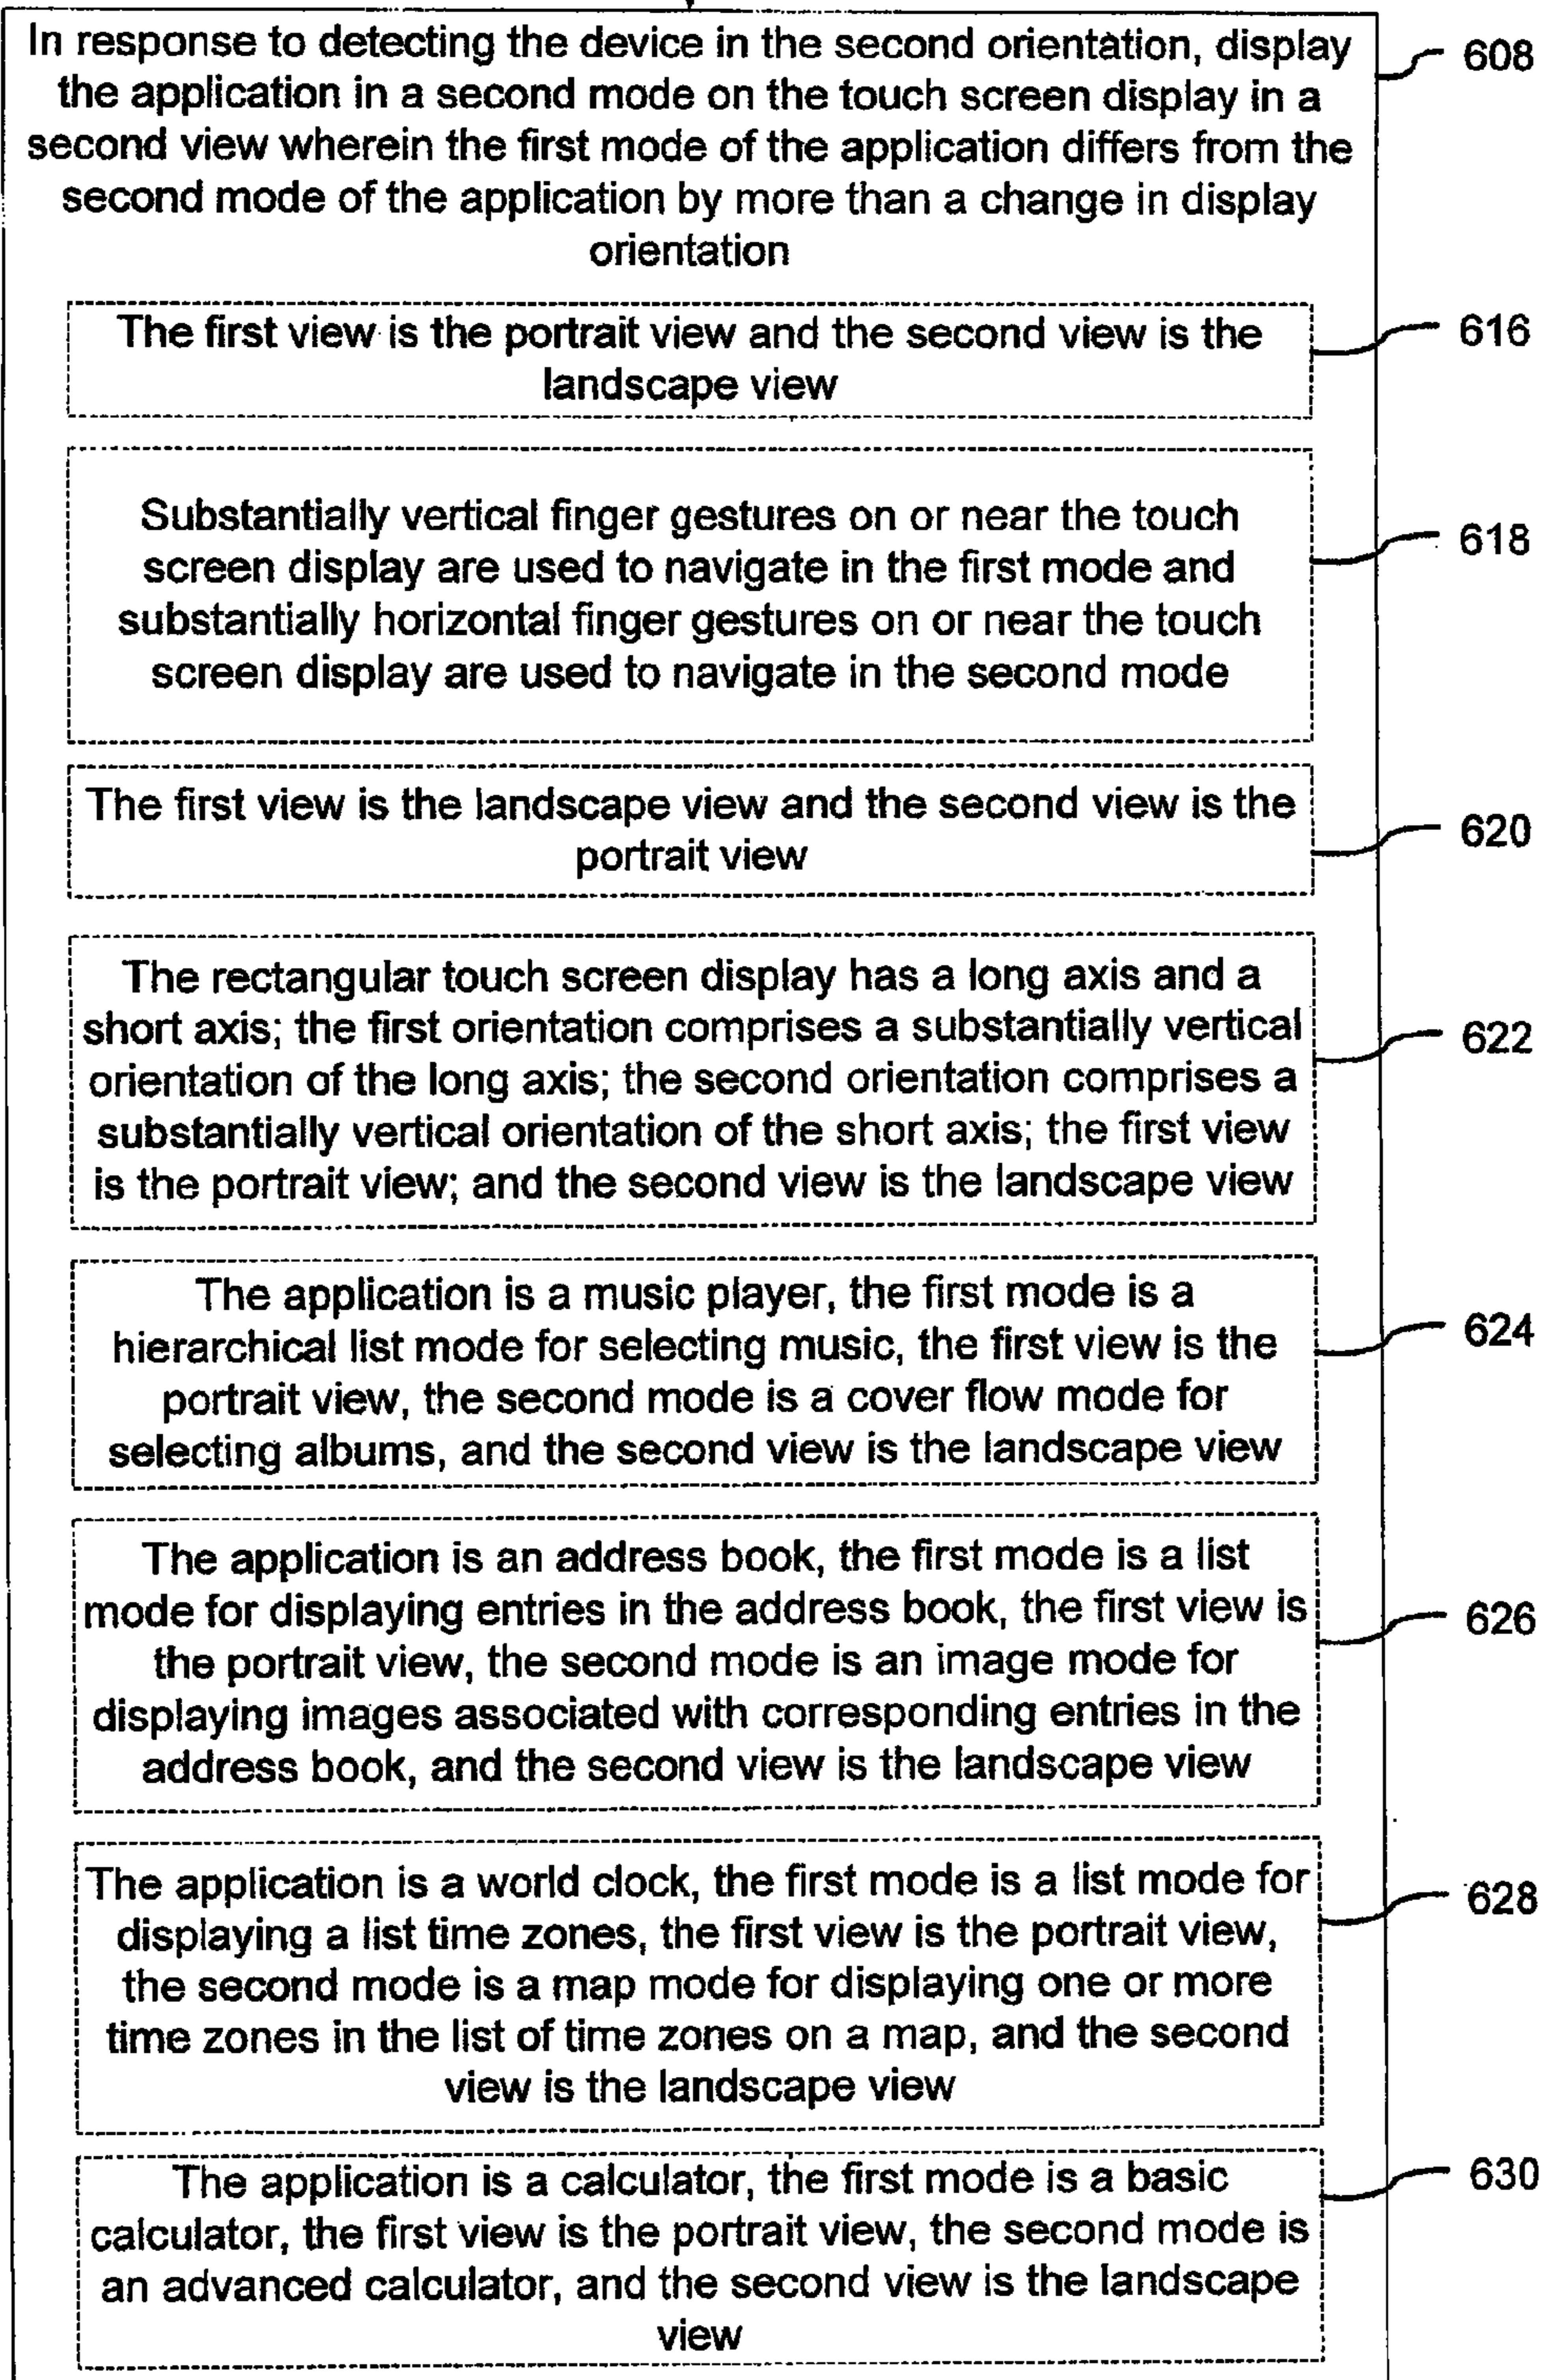 In response to detecting the device in the second orientation, display
the application in a second mode on the touch screen display in a
second view wherein the first mode of the application differs from the
second mode of the application by more than a change in display
orientation
608
The first view is the portrait view and the second view is the
landscape view
616
Substantially vertical finger gestures on or near the touch
screen display are used to navigate in the first mode and
substantially horizontal finger gestures on or near the touch
screen display are used to navigate in the second mode
618
The first view is the landscape view and the second view is the
portrait view
620
The rectangular touch screen display has a long axis and a
short axis; the first orientation comprises a substantially vertical
orientation of the long axis; the second orientation comprises a
substantially vertical orientation of the short axis; the first view
is the portrait view; and the second view is the landscape view
622
The application is a music player, the first mode is a
hierarchical list mode for selecting music, the first view is the
portrait view, the second mode is a cover flow mode for
selecting albums, and the second view is the landscape view
624
The application is an address book, the first mode is a list
mode for displaying entries in the address book, the first view is
the portrait view, the second mode is an image mode for
displaying images associated with corresponding entries in the
address book, and the second view is the landscape view
626
The application is a world clock, the first mode is a list mode for
displaying a list time zones, the first view is the portrait view,
the second mode is a map mode for displaying one or more
time zones in the list of time zones on a map, and the second
view is the landscape view
628
The application is a calculator, the first mode is a basic
calculator, the first view is the portrait view, the second mode is
an advanced calculator, and the second view is the landscape
view
630